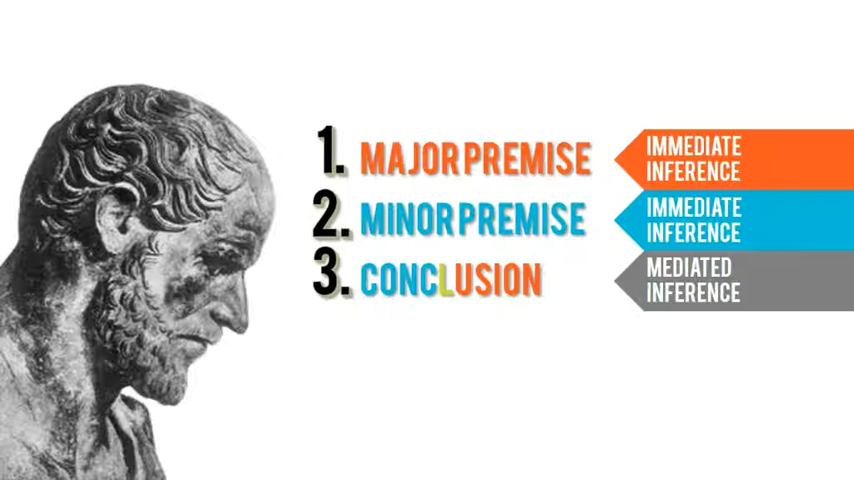 1. MAJOR PREMISE
IMMEDIATE
INFERENCE
2. MINOR PREMISE
IMMEDIATE
INFERENCE
3. CONCLUSION
MEDIATED
INFERENCE